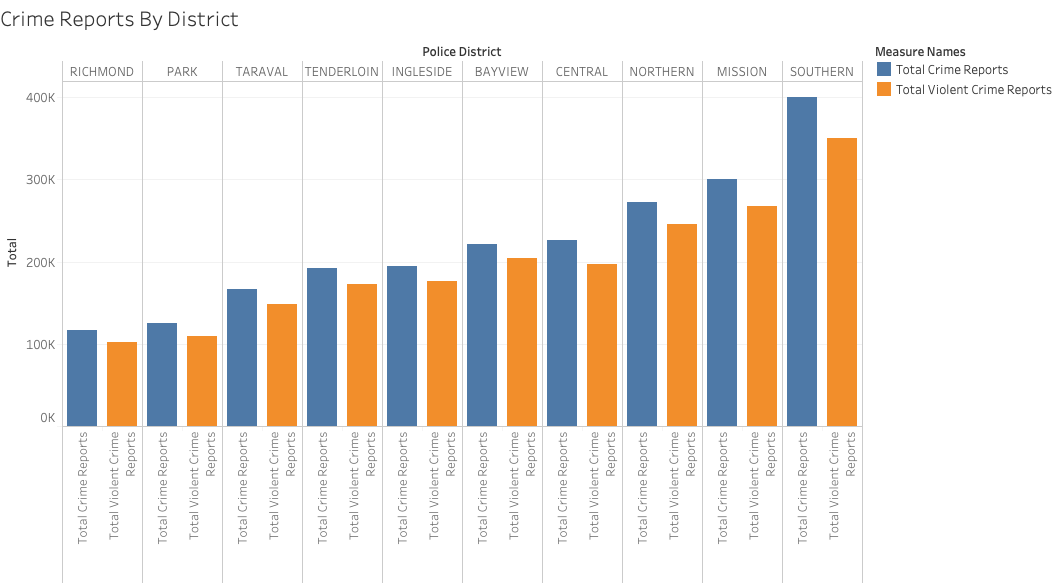 Crime Reports By District
Police District
RICHMOND PARK TARAVAL TENDERLOIN INGLESIDE BAYVIEW CENTRAL NORTHERN MISSION SOUTHERN
Measure Names
Total Crime Reports
Total Violent Crime Reports
Total
400K
300K
200K
100K
0K
Total Crime Reports
Total Violent Crime
Reports
Total Crime Reports
Total Violent Crime
Reports
Total Crime Reports
Total Violent Crime
Reports
Total Crime Reports
Total Violent Crime
Reports
Total Crime Reports
Total Violent Crime
Reports
Total Crime Reports
Total Violent Crime
Reports
Total Crime Reports
Total Violent Crime
Reports
Total Crime Reports
Total Violent Crime
Reports
Total Crime Reports
Total Violent Crime
Reports
Total Crime Reports
Total Violent Crime
Reports